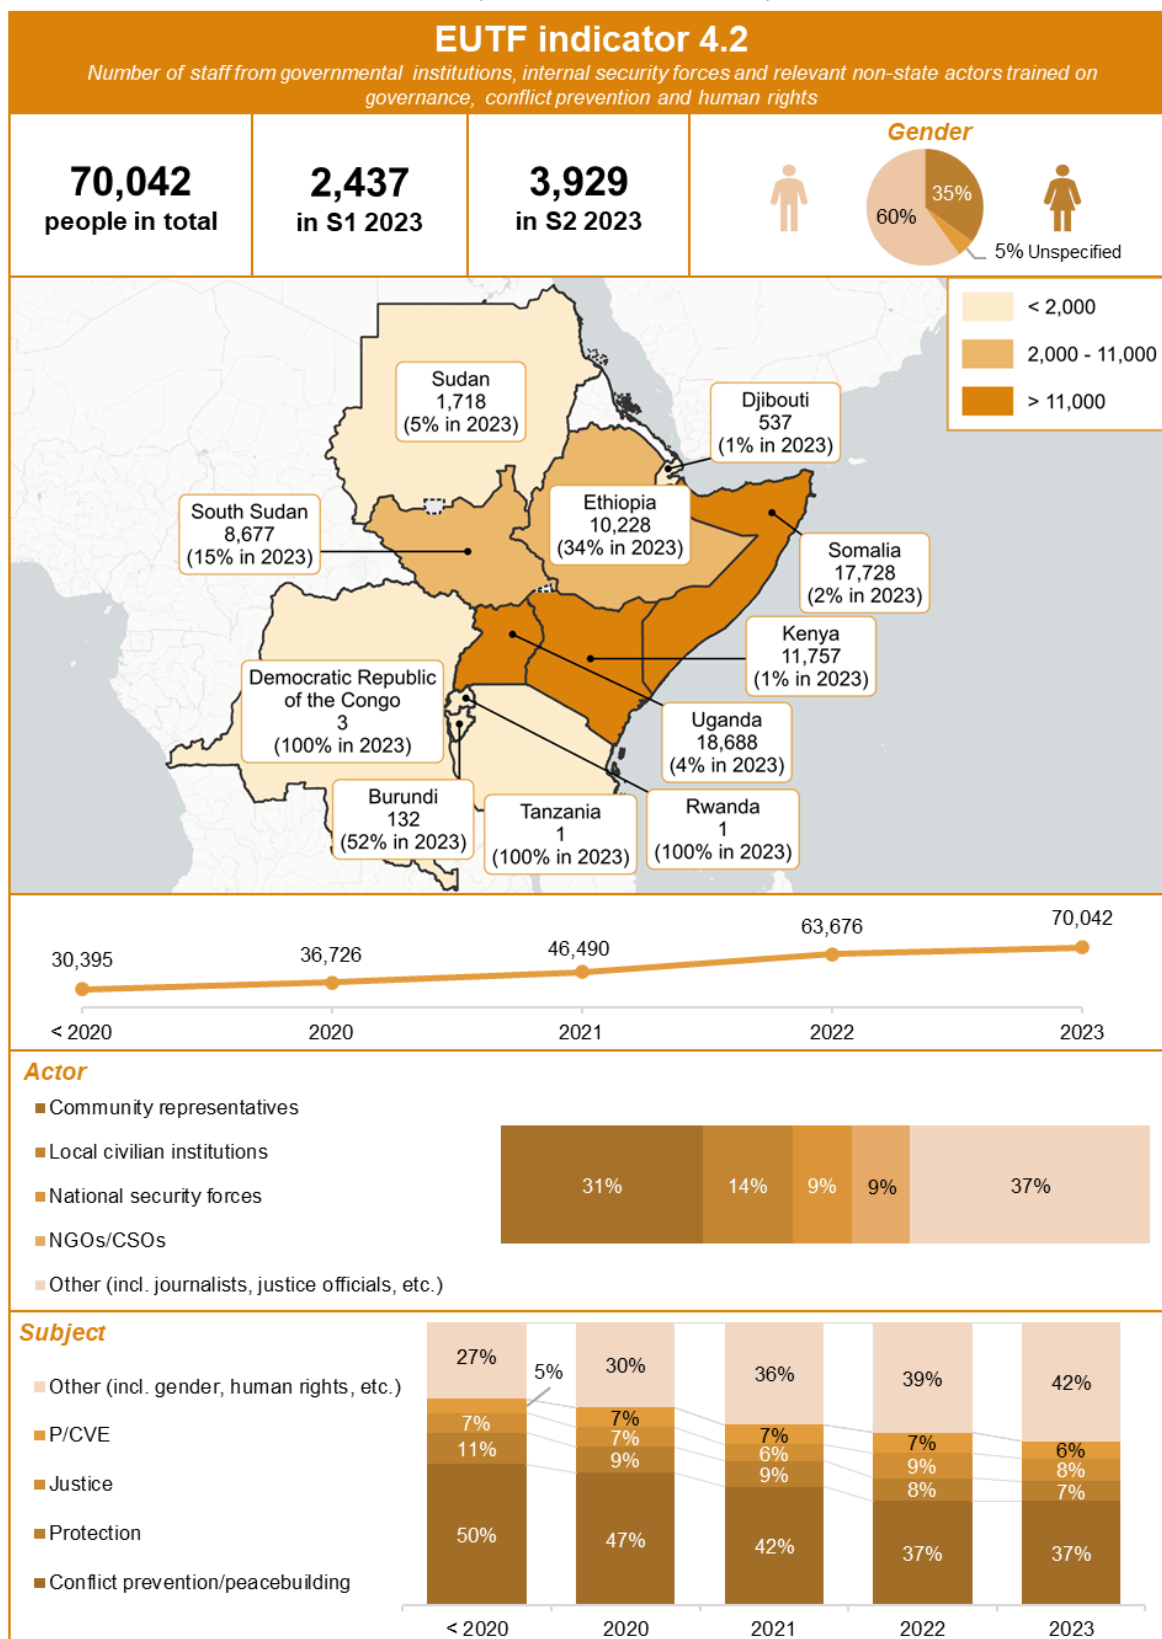 EUTF indicator 4.2
Number of staff from governmental institutions, internal security forces and relevant non-state actors trained on
governance, conflict prevention and human rights
70,042
people in total
2,437
in S1 2023
3,929
in S2 2023
Gender
35%
60%
5% Unspecified
< 2,000
2,000 - 11,000
> 11,000
Sudan
1,718
(5% in 2023)
Djibouti
537
(1% in 2023)
South Sudan
8,677
(15% in 2023)
Ethiopia
10,228
(34% in 2023)
Somalia
17,728
(2% in 2023)
Kenya
11,757
(1% in 2023)
Democratic Republic
of the Congo
3
(100% in 2023)
Uganda
18,688
(4% in 2023)
Burundi
132
(52% in 2023)
Tanzania
1
(100% in 2023)
Rwanda
1
(100% in 2023)
30,395
36,726
46,490
63,676
70,042
< 2020
2020
2021
2022
2023
Actor
Community representatives
Local civilian institutions
National security forces
NGOs/CSOs
Other (incl. journalists, justice officials, etc.)
31%
14%
9%
9%
37%
Subject
Other (incl. gender, human rights, etc.)
P/CVE
Justice
Protection
Conflict prevention/peacebuilding
27%
5%
7%
11%
50%
30%
7%
7%
9%
47%
36%
7%
6%
9%
42%
39%
7%
9%
8%
37%
42%
6%
8%
7%
37%
< 2020
2020
2021
2022
2023